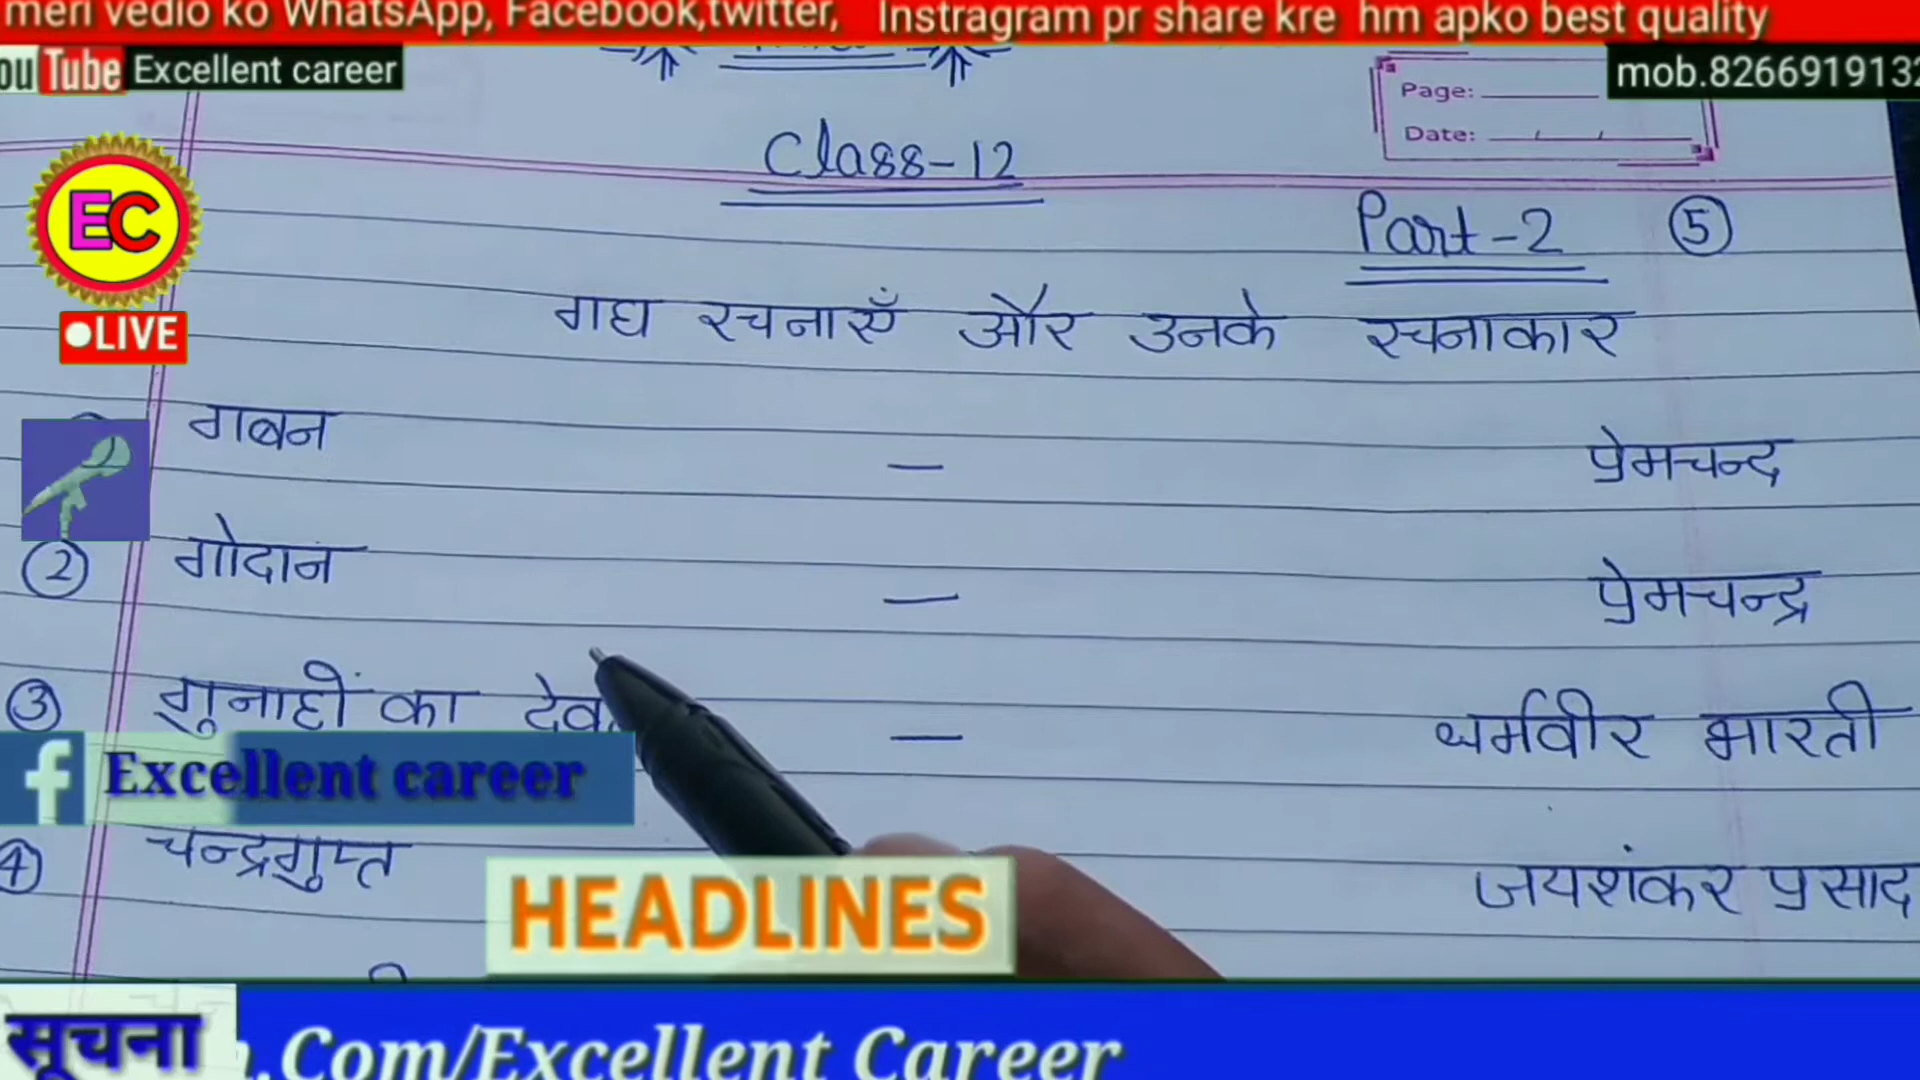 meri vedio ko WhatsApp, Facebook,twitter, Instragram pr share kre hm apko best quality
ou Tube Excellent career
mob.826691913
Page:
Date:
Class-12
Part-2 5
EC
LIVE
गद्य रचनाएँ और उनके रचनाकार
गबन - प्रेमचन्द
2 गोदान - प्रेमचन्द्र
3 गुनाहों का - धर्मवीर भारती
f Excellent career
4 चन्द्रगुप्त - जयशंकर प्रसाद
HEADLINES
सूचना .Com/Excellent Career